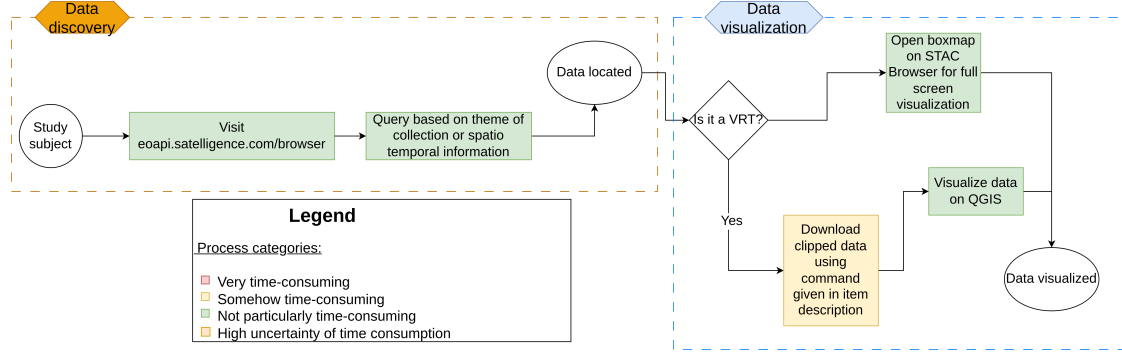 Data
discovery
Data
visualization
Study
subject
Visit
eoapi.satelligence.com/browser
Query based on theme of
collection or spatio
temporal information
Data located
Is it a VRT?
Open boxmap
on STAC
Browser for full
screen
visualization
Yes
Download
clipped data
using
command
given in item
description
Visualize data
on QGIS
Data visualized
Legend
Process categories:
Very time-consuming
Somehow time-consuming
Not particularly time-consuming
High uncertainty of time consumption